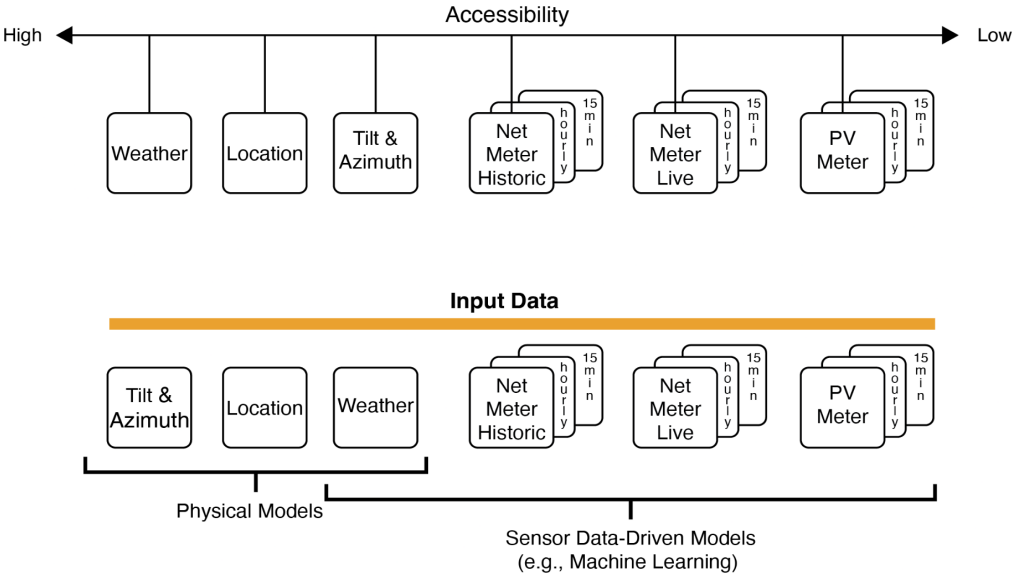 Accessibility
High
Low
Weather
Location
Tilt &
Azimuth
Net
Meter
Historic
hourly
15 min
Net
Meter
Live
hourly
15 min
PV
Meter
hourly
15 min
Input Data
Tilt &
Azimuth
Location
Weather
Net
Meter
Historic
hourly
15 min
Net
Meter
Live
hourly
15 min
PV
Meter
hourly
15 min
Physical Models
Sensor Data-Driven Models
(e.g., Machine Learning)